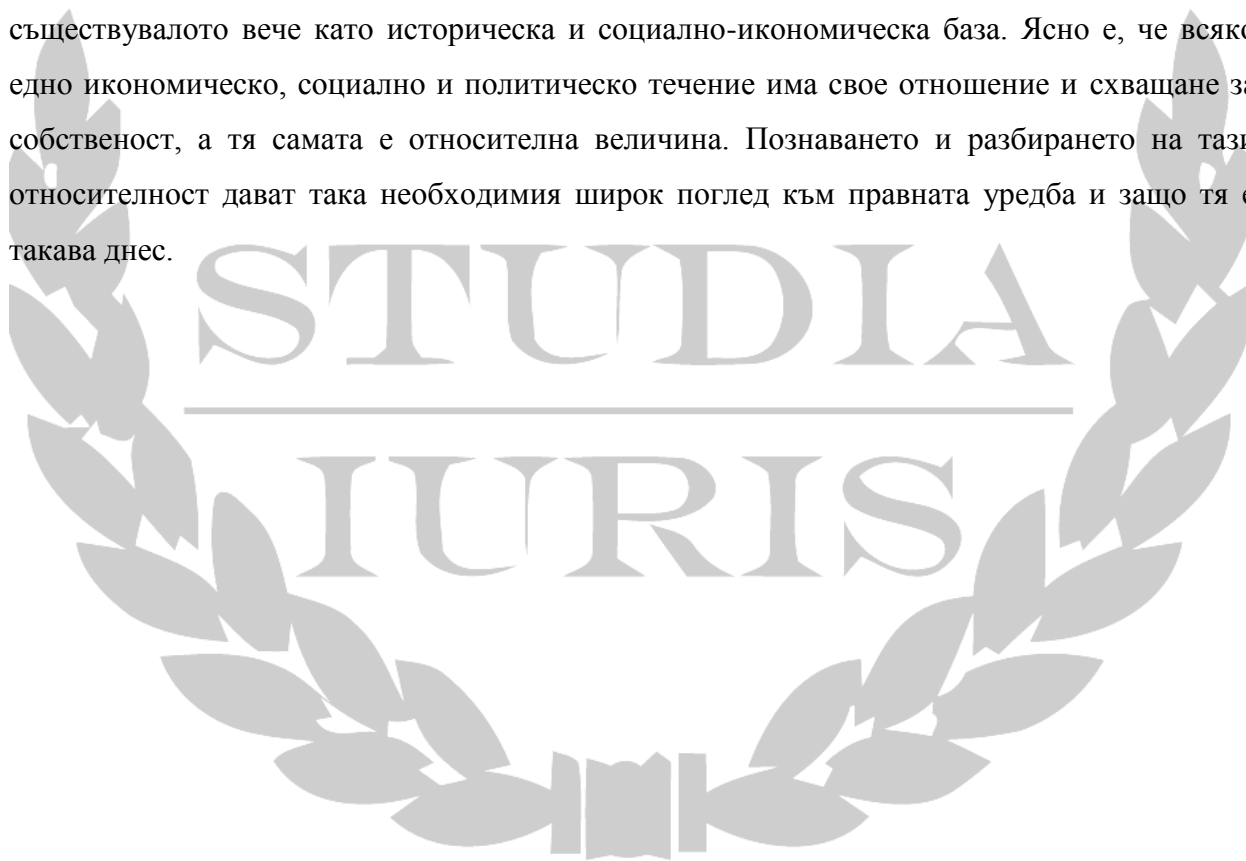 съществувалото вече като историческа и социално-икономическа база. Ясно е, че всяко
едно икономическо, социално и политическо течение има свое отношение и схващане за
собственост, а тя самата е относителна величина. Познаването и разбирането на тази
относителност дават така необходимия широк поглед към правната уредба и защо тя е
такава днес.
STUDIA
IURIS